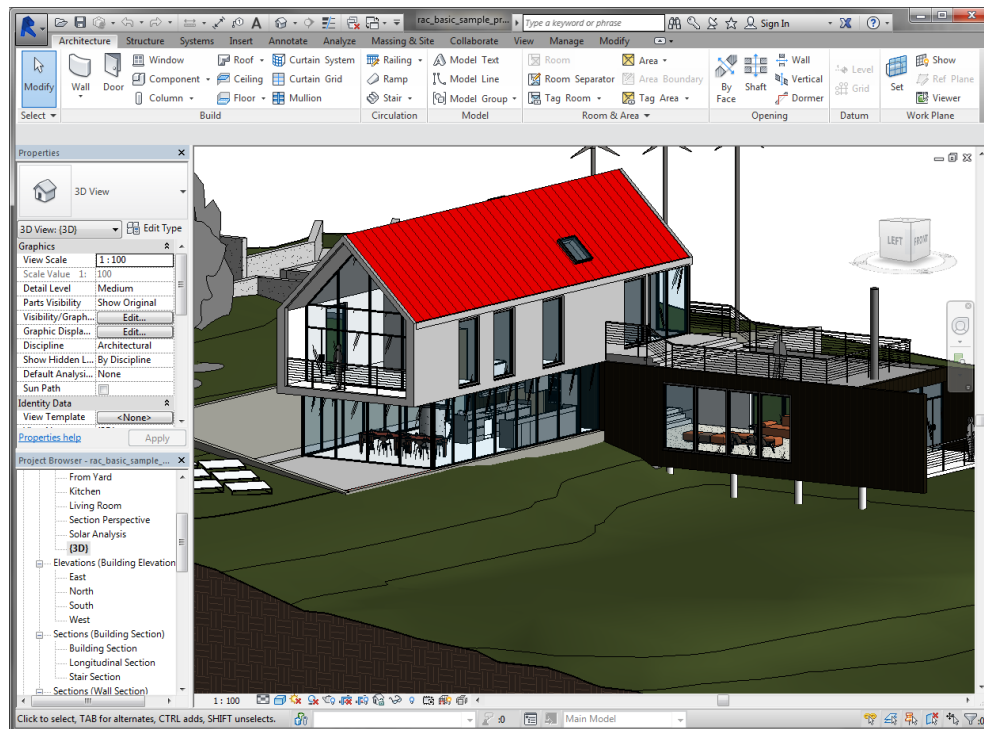 rac_basic_sample_pr... Type a keyword or phrase Sign In
Architecture Structure Systems Insert Annotate Analyze Massing & Site Collaborate View Manage Modify
Modify
Wall
Door
Window
Component
Column
Roof
Ceiling
Floor
Curtain System
Curtain Grid
Mullion
Railing
Ramp
Stair
Model Text
Model Line
Model Group
Room
Room Separator
Tag Room
Area
Area Boundary
Tag Area
By Face
Shaft
Wall
Vertical
Dormer
Level
Grid
Set
Show
Ref Plane
Viewer
Select Build Circulation Model Room & Area Opening Datum Work Plane
Properties
3D View
3D View: {3D} Edit Type
Graphics
View Scale 1 : 100
Scale Value 1: 100
Detail Level Medium
Parts Visibility Show Original
Visibility/Graph... Edit...
Graphic Displa... Edit...
Discipline Architectural
Show Hidden L... By Discipline
Default Analysi... None
Sun Path
Identity Data
View Template <None>
Properties help Apply
Project Browser - rac_basic_sample_...
From Yard
Kitchen
Living Room
Section Perspective
Solar Analysis
{3D}
Elevations (Building Elevation
East
North
South
West
Sections (Building Section)
Building Section
Longitudinal Section
Stair Section
Sections (Wall Section)
LEFT FRONT
1 : 100
Click to select, TAB for alternates, CTRL adds, SHIFT unselects. :0 Main Model :0